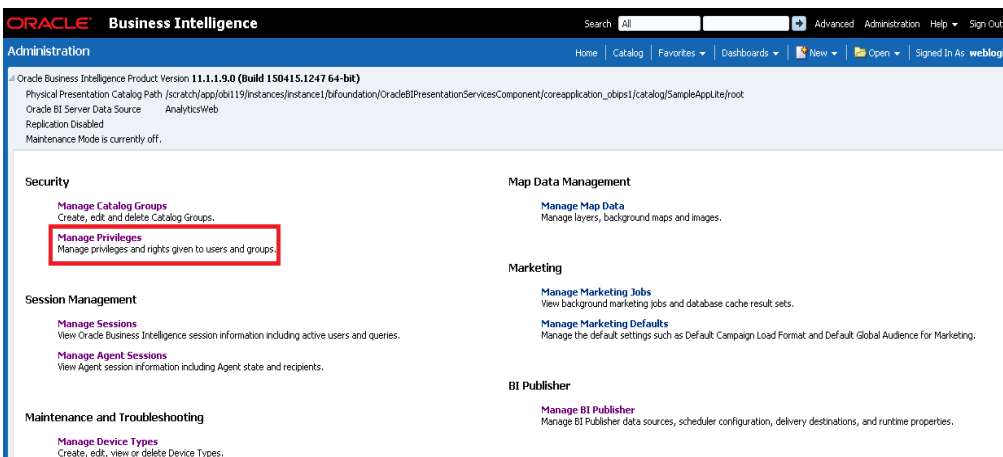 ORACLE Business Intelligence
Search All Advanced Administration Help Sign Out
Administration
Home Catalog Favorites Dashboards New Open Signed In As weblogi
Oracle Business Intelligence Product Version 11.1.1.9.0 (Build 150415.1247 64-bit)
Physical Presentation Catalog Path /scratch/app/obi119/instances/instance1/bifoundation/OracleBIPresentationServicesComponent/coreapplication_obips1/catalog/SampleAppLite/root
Oracle BI Server Data Source AnalyticsWeb
Replication Disabled
Maintenance Mode is currently off.
Security
Manage Catalog Groups
Create, edit and delete Catalog Groups.
Manage Privileges
Manage privileges and rights given to users and groups.
Session Management
Manage Sessions
View Oracle Business Intelligence session information including active users and queries.
Manage Agent Sessions
View Agent session information including Agent state and recipients.
Maintenance and Troubleshooting
Manage Device Types
Create, edit, view or delete Device Types.
Map Data Management
Manage Map Data
Manage layers, background maps and images.
Marketing
Manage Marketing Jobs
View background marketing jobs and database cache result sets.
Manage Marketing Defaults
Manage the default settings such as Default Campaign Load Format and Default Global Audience for Marketing.
BI Publisher
Manage BI Publisher
Manage BI Publisher data sources, scheduler configuration, delivery destinations, and runtime properties.